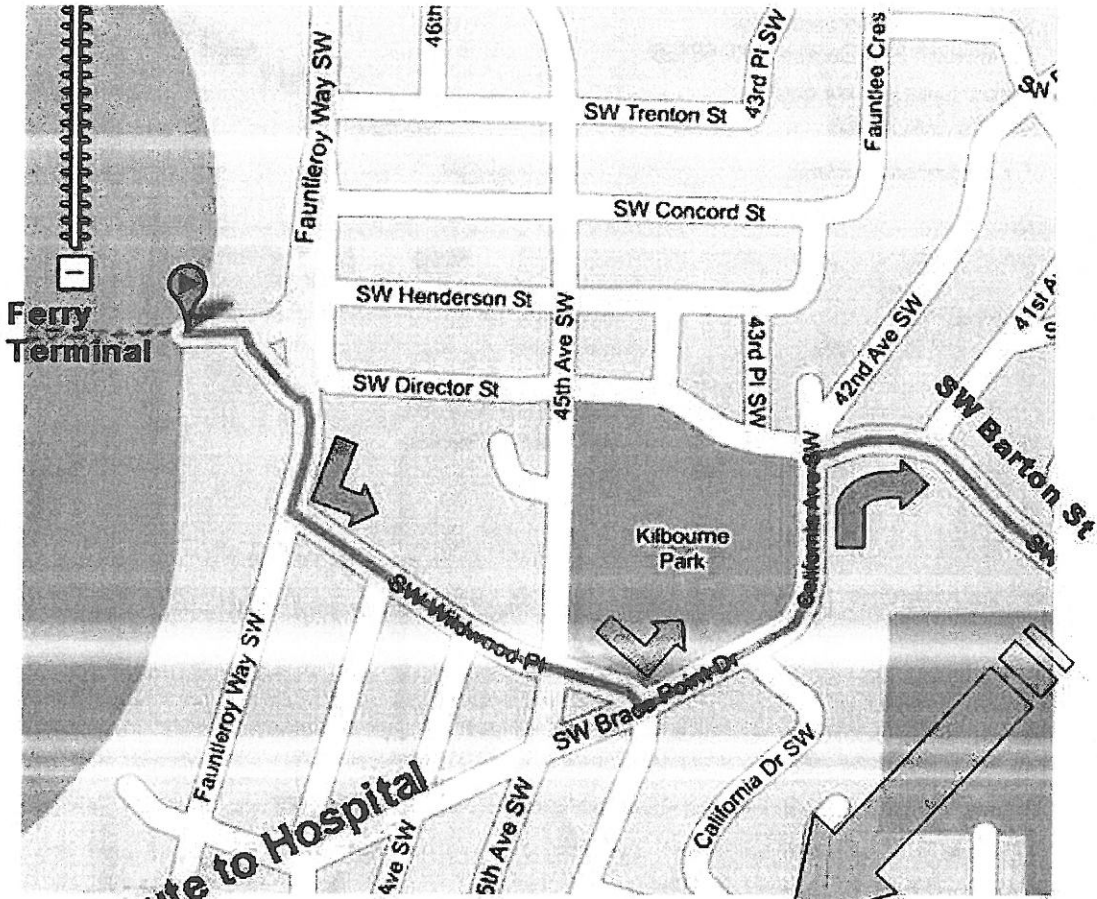 46th
43rd Pl SW
Fauntlee Cres
SW
Fauntleroy Way SW
SW Trenton St
SW Concord St
SW Henderson St
Ferry
Terminal
41st A
42nd Ave SW
43rd Pl SW
45th Ave SW
SW Director St
SW Barton St
California Ave SW
Kilbourne
Park
SW
SW Wildwood Pl
SW Brace Point Dr
Fauntleroy Way SW
California Dr SW
ute to Hospital
Ave SW
5th Ave SW